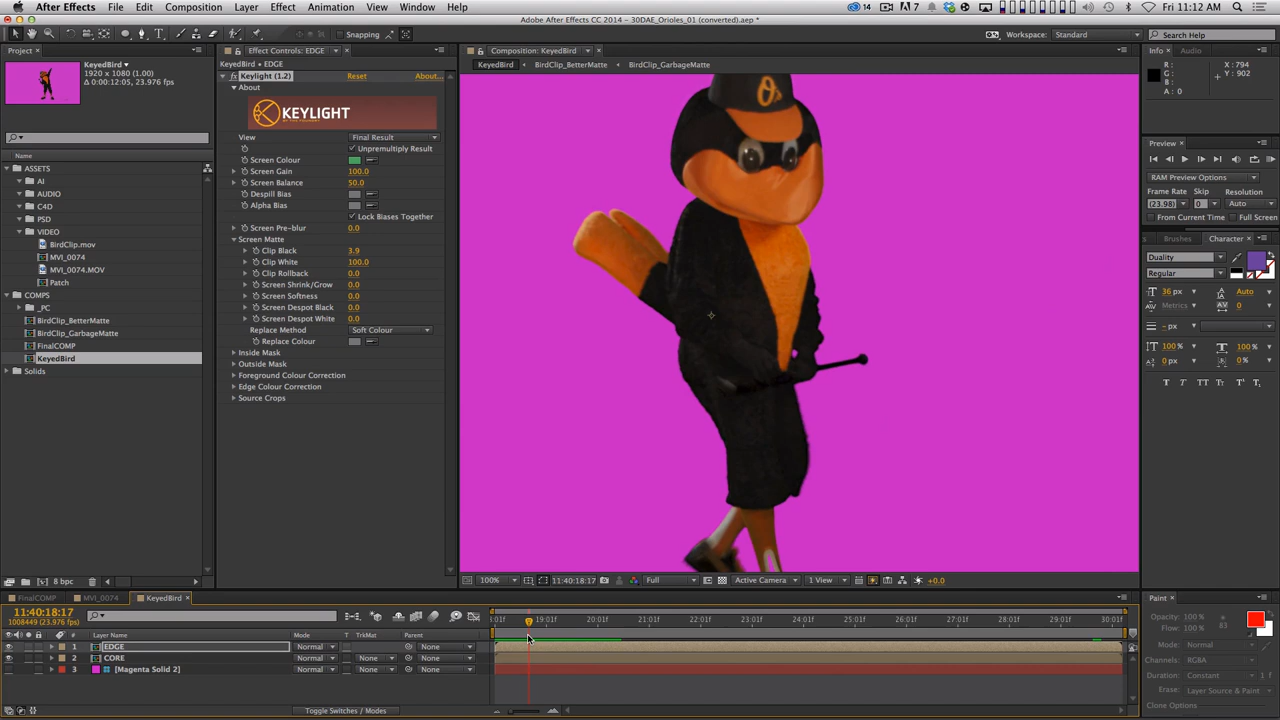 After Effects File Edit Composition Layer Effect Animation View Window Help
14 7 Fri 11:12 AM
Adobe After Effects CC 2014 - 30DAE_Orioles_01 (converted).aep *
Snapping
Workspace: Standard
Search Help
Project
KeyedBird
1920 x 1080 (1.00)
Δ 0:00:12:05, 23.976 fps
Name
ASSETS
AI
AUDIO
C4D
PSD
VIDEO
BirdClip.mov
MVI_0074
MVI_0074.MOV
Patch
COMPS
_PC
BirdClip_BetterMatte
BirdClip_GarbageMatte
FinalCOMP
KeyedBird
Solids
8 bpc
Effect Controls: EDGE
KeyedBird • EDGE
Keylight (1.2) Reset About...
About
KEYLIGHT
View Final Result
Unpremultiply Result
Screen Colour
Screen Gain 100.0
Screen Balance 50.0
Despill Bias
Alpha Bias
Lock Biases Together
Screen Pre-blur 0.0
Screen Matte
Clip Black 3.9
Clip White 100.0
Clip Rollback 0.0
Screen Shrink/Grow 0.0
Screen Softness 0.0
Screen Despot Black 0.0
Screen Despot White 0.0
Replace Method Soft Colour
Replace Colour
Inside Mask
Outside Mask
Foreground Colour Correction
Edge Colour Correction
Source Crops
Composition: KeyedBird
KeyedBird BirdClip_BetterMatte BirdClip_GarbageMatte
100% 11:40:18:17 Full Active Camera 1 View +0.0
Info Audio
R: X: 794
G: Y: 902
B:
A: 0
Preview
RAM Preview Options
Frame Rate Skip Resolution
(23.98) 0 Auto
From Current Time Full Screen
Brushes Character
Duality
Regular
36 px Auto
Metrics 0
- px
100% 100%
0 px 0 %
T T TT Tt T¹ T₁
FinalCOMP MVI_0074 KeyedBird
11:40:18:17
1008449 (23.976 fps)
# Layer Name Mode T TrkMat Parent
1 EDGE Normal None
2 CORE Normal None None
3 [Magenta Solid 2] Normal None None
19:01f 20:01f 21:01f 22:01f 23:01f 24:01f 25:01f 26:01f 27:01f 28:01f 29:01f 30:01f
Toggle Switches / Modes
Paint
Opacity: 100 %
Flow: 100 %
Mode: Normal
Channels: RGBA
Duration: Constant
Erase: Layer Source & Paint
Clone Options